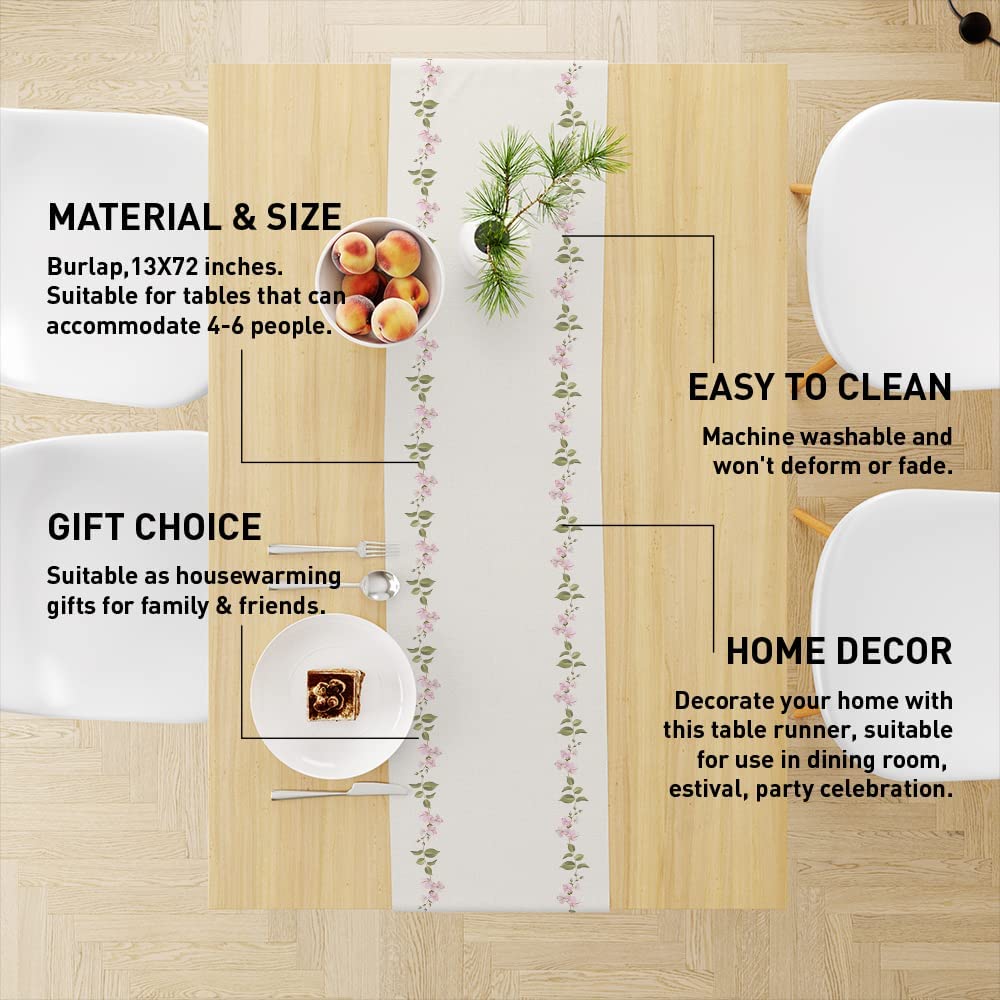 MATERIAL & SIZE
Burlap,13X72 inches.
Suitable for tables that can
accommodate 4-6 people.
EASY TO CLEAN
Machine washable and
won't deform or fade.
GIFT CHOICE
Suitable as housewarming
gifts for family & friends.
HOME DECOR
Decorate your home with
this table runner, suitable
for use in dining room,
estival, party celebration.